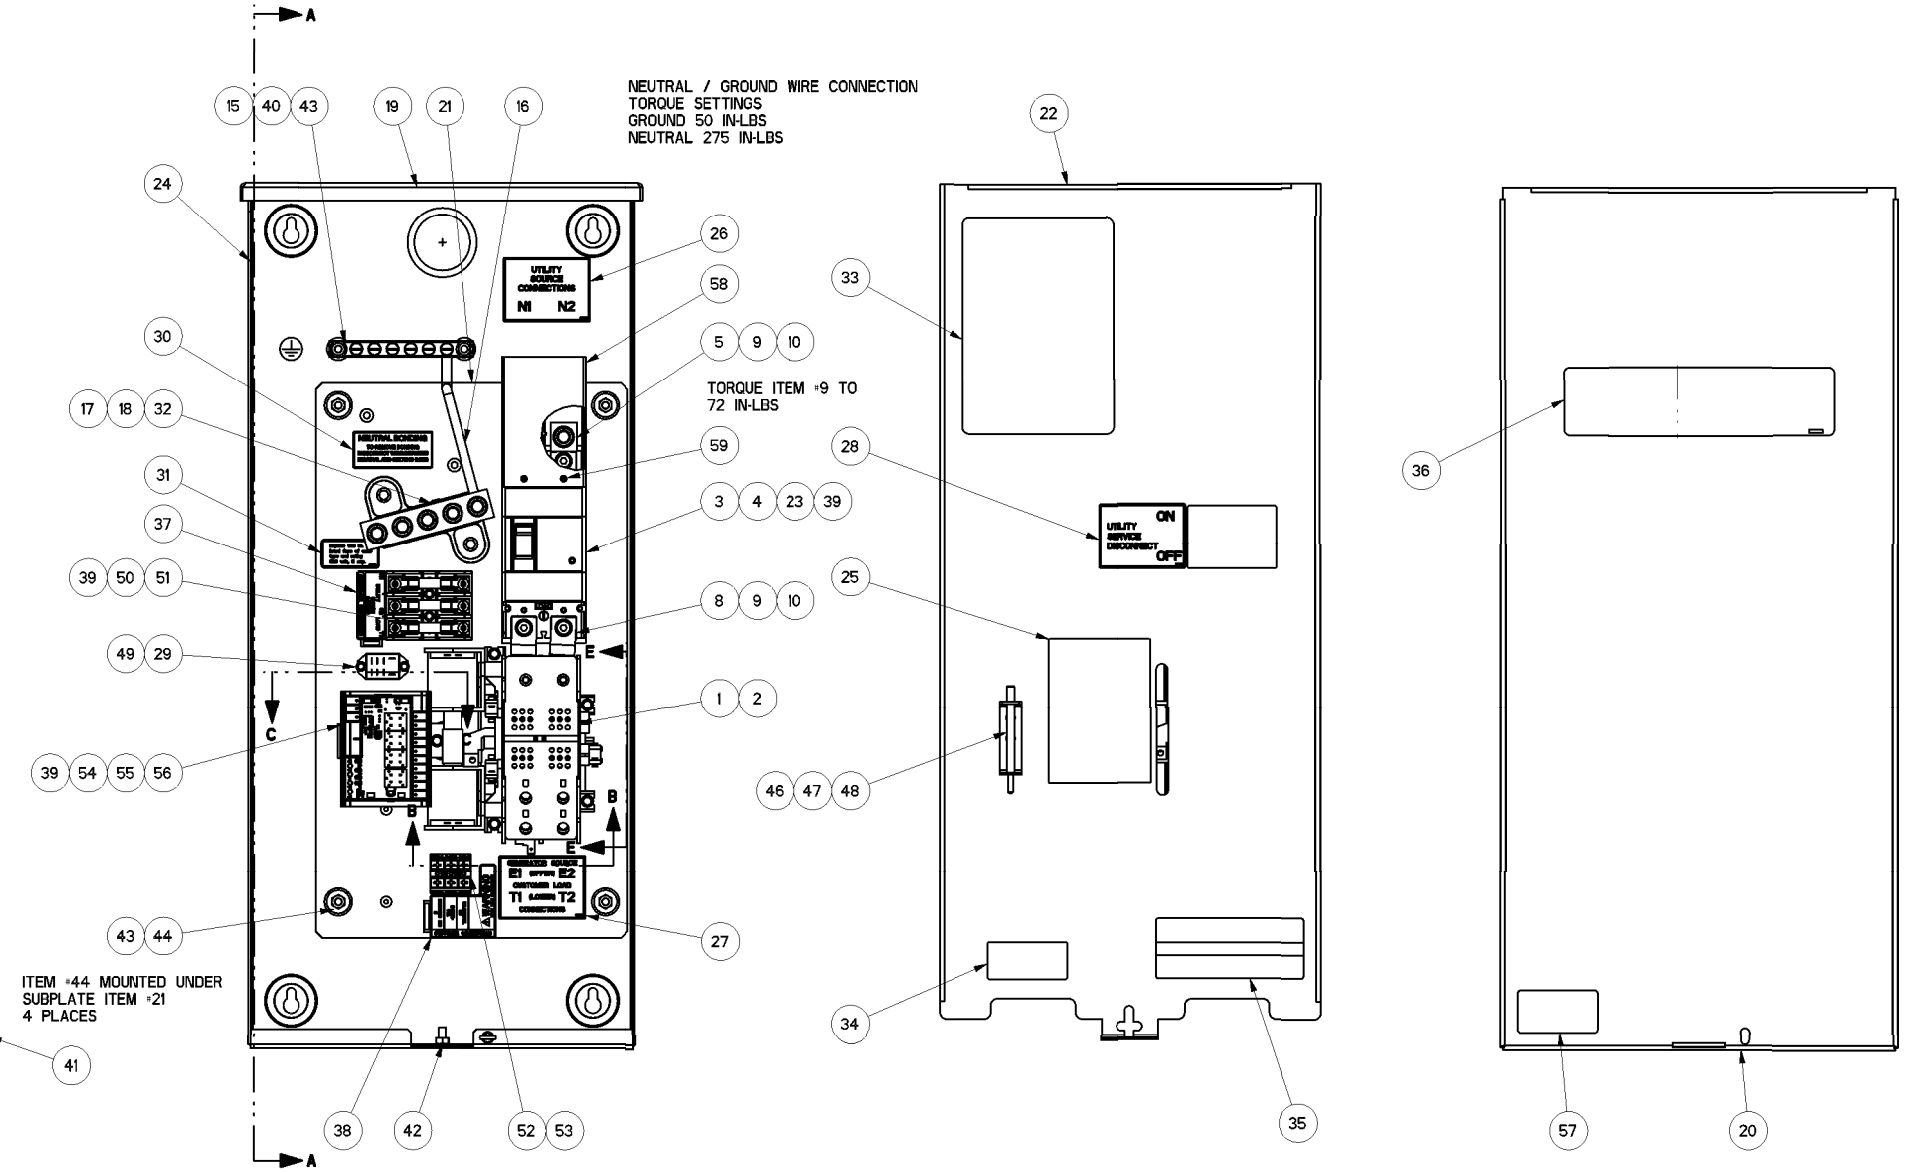 A
NEUTRAL / GROUND WIRE CONNECTION
TORQUE SETTINGS
GROUND 50 IN-LBS
NEUTRAL 275 IN-LBS
15 40 43 19 21 16
22
24
26
UTILITY
SOURCE
CONNECTIONS
N1 N2
58
33
30
5 9 10
TORQUE ITEM #9 TO
72 IN-LBS
17 18 32
NEUTRAL BONDING
59
28
36
31
3 4 23 39
37
UTILITY
SERVICE
DISCONNECT
ON
OFF
39 50 51
8 9 10
25
49 29
E
1 2
C
C
39 54 55 56
46 47 48
B
B
E
GENERATOR SOURCE
E1 (UPPER) E2
CUSTOMER LOAD
T1 (LOWER) T2
CONNECTIONS
WARNING
43 44
27
ITEM #44 MOUNTED UNDER
SUBPLATE ITEM #21
4 PLACES
34
41
38 42 52 53
35
57 20
A